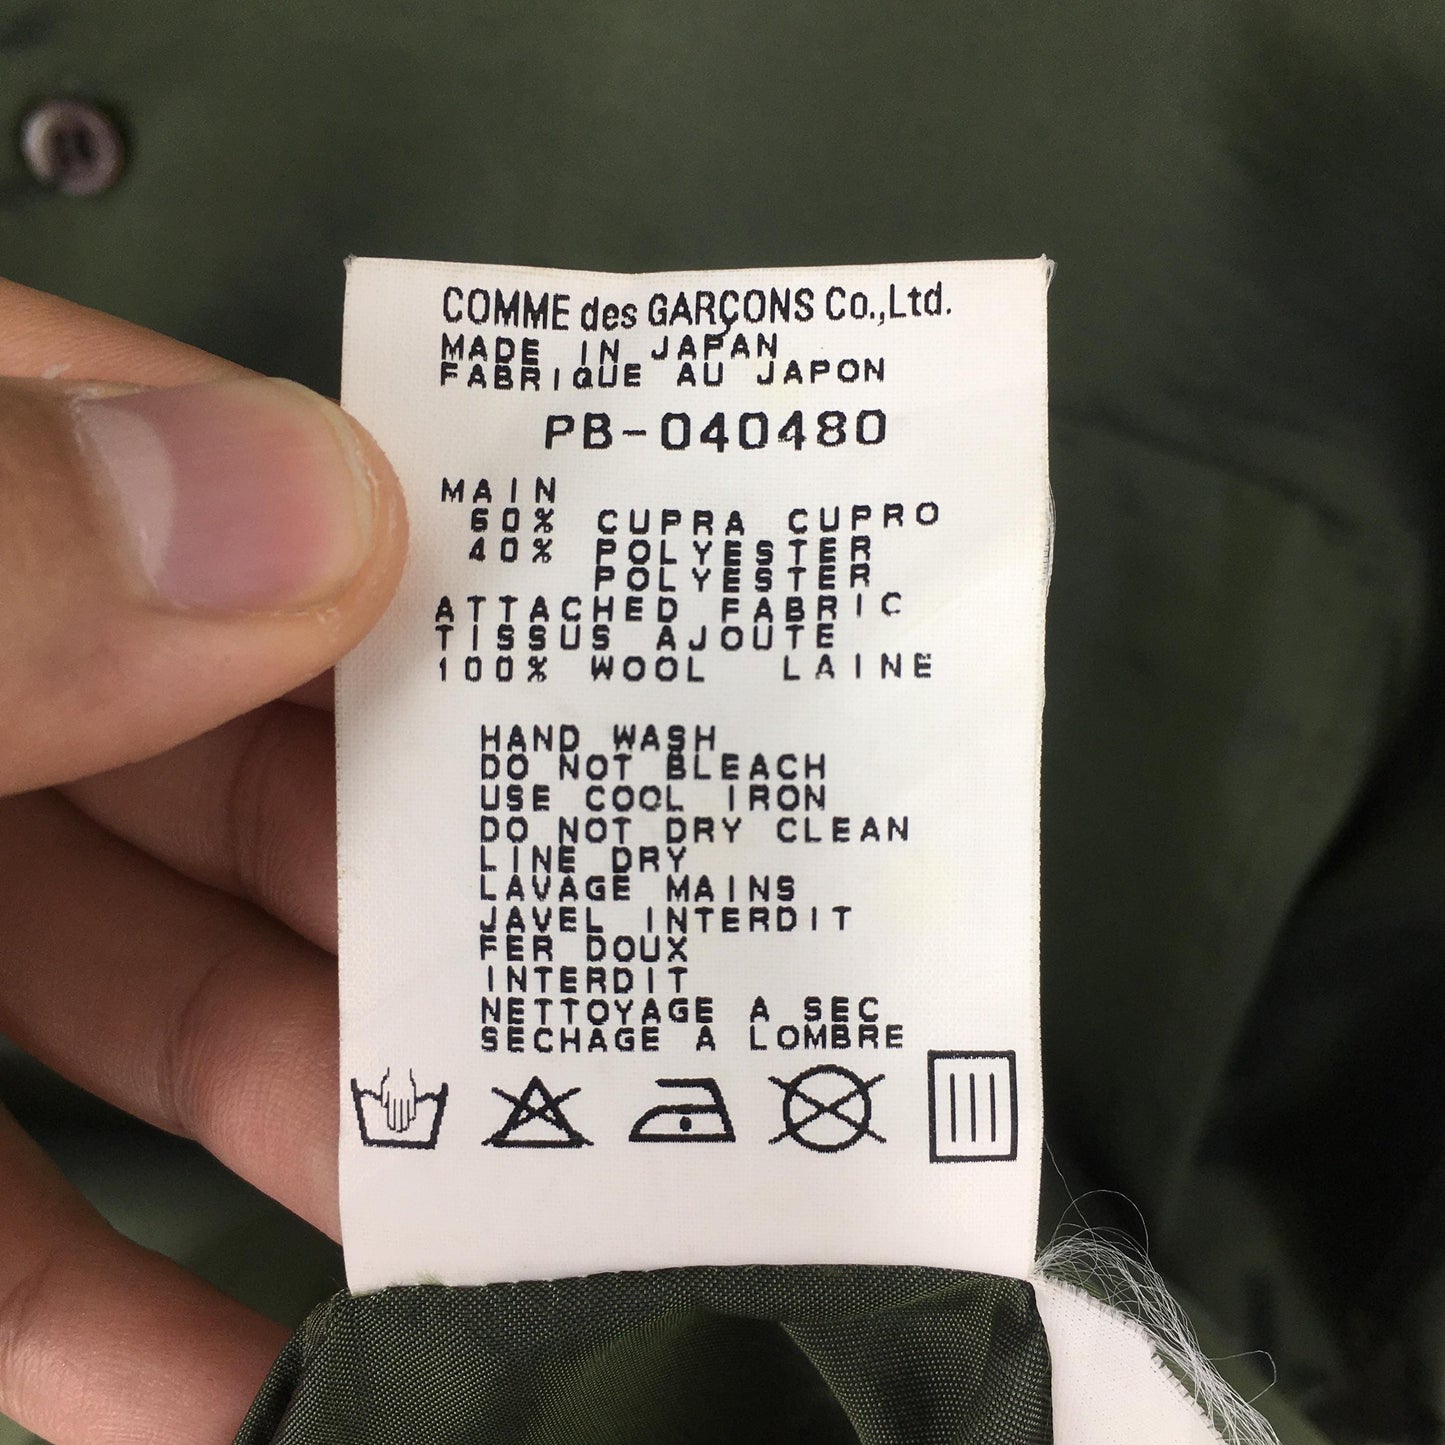 COMME des GARÇONS Co.,Ltd.
MADE IN JAPAN
FABRIQUE AU JAPON
PB-040480
MAIN
60% CUPRA CUPRO
40% POLYESTER
POLYESTER
ATTACHED FABRIC
TISSUS AJOUTE
100% WOOL LAINE
HAND WASH
DO NOT BLEACH
USE COOL IRON
DO NOT DRY CLEAN
LINE DRY
LAVAGE MAINS
JAVEL INTERDIT
FER DOUX
INTERDIT
NETTOYAGE A SEC
SECHAGE A LOMBRE